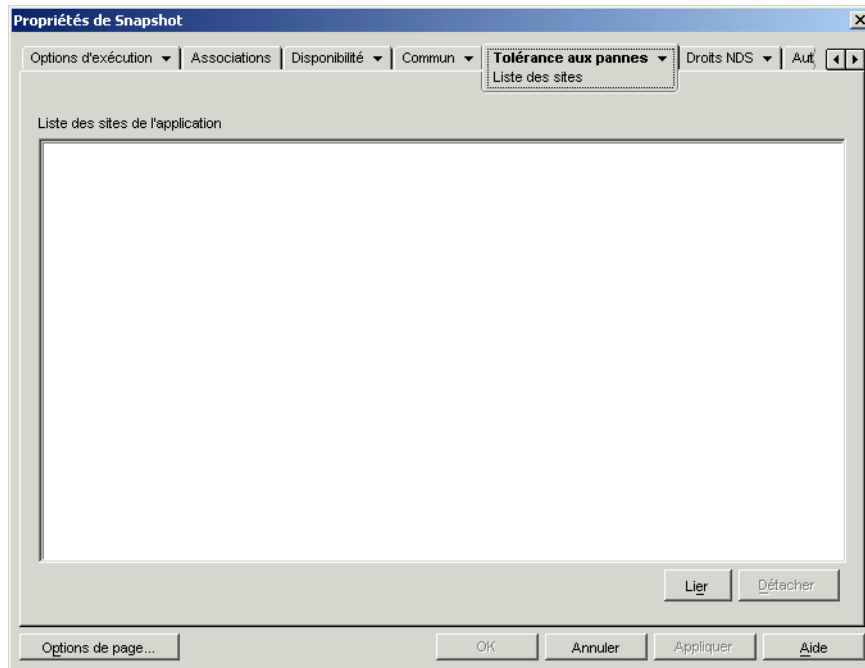 Propriétés de Snapshot
Options d'exécution Associations Disponibilité Commun Tolérance aux pannes Droits NDS Aut
Liste des sites
Liste des sites de l'application
Lier Détacher
Options de page... OK Annuler Appliquer Aide